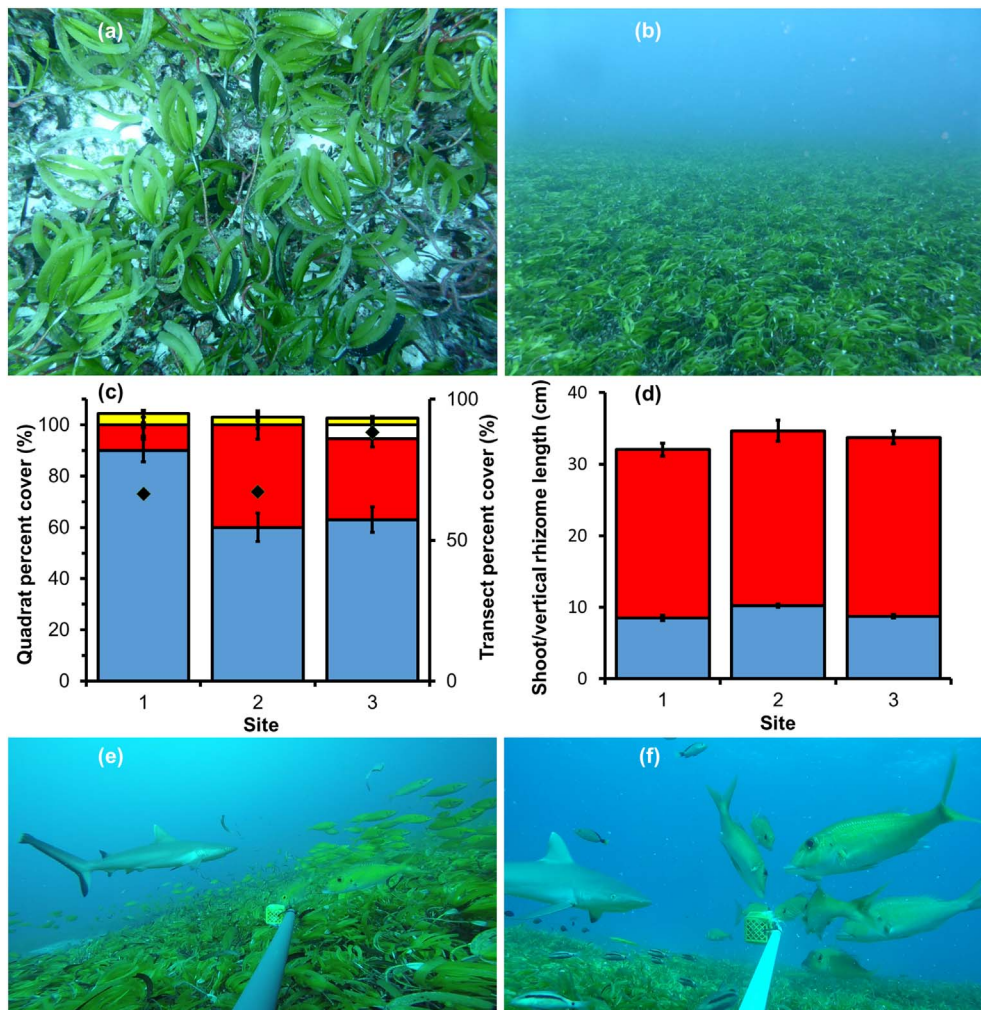 (a)
(b)
(c)
Quadrat percent cover (%)
100
80
60
40
20
0
Transect percent cover (%)
100
50
0
1 2 3
Site
(d)
Shoot/vertical rhizome length (cm)
40
30
20
10
0
1 2 3
Site
(e)
(f)